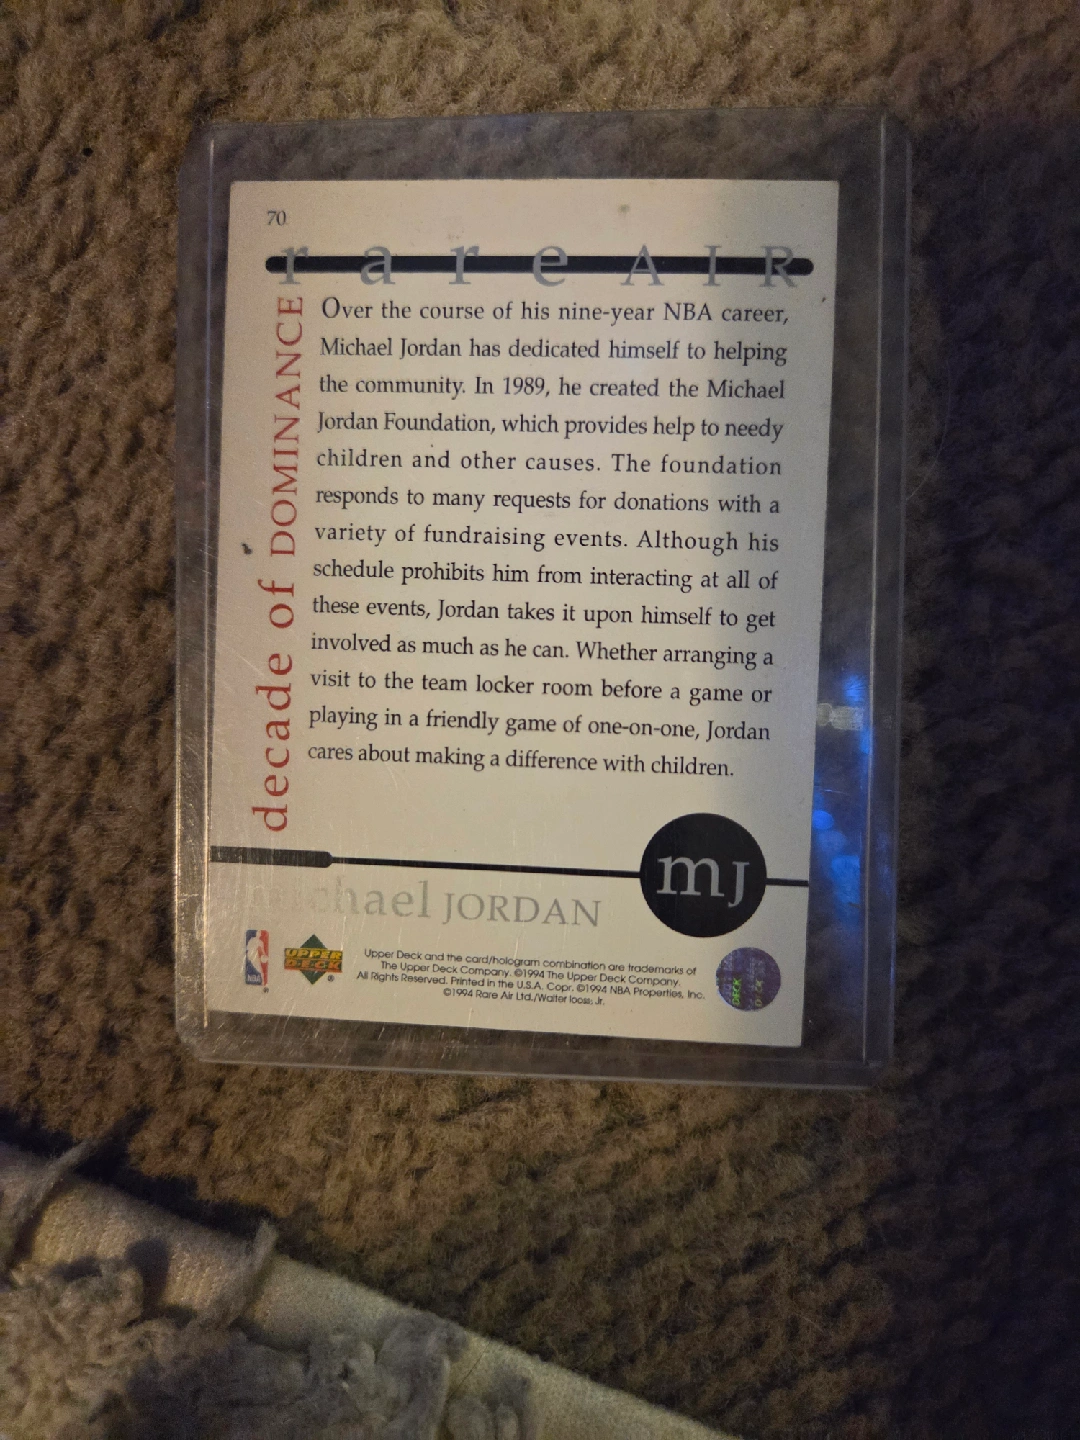 70
rare AIR
decade of DOMINANCE
Over the course of his nine-year NBA career,
Michael Jordan has dedicated himself to helping
the community. In 1989, he created the Michael
Jordan Foundation, which provides help to needy
children and other causes. The foundation
responds to many requests for donations with a
variety of fundraising events. Although his
schedule prohibits him from interacting at all of
these events, Jordan takes it upon himself to get
involved as much as he can. Whether arranging a
visit to the team locker room before a game or
playing in a friendly game of one-on-one, Jordan
cares about making a difference with children.
mJ
michael JORDAN
NBA
UPPER
DECK
Upper Deck and the card/hologram combination are trademarks of
The Upper Deck Company. ©1994 The Upper Deck Company.
All Rights Reserved. Printed in the U.S.A. Copr. ©1994 NBA Properties, Inc.
©1994 Rare Air Ltd./Walter Iooss, Jr.
DECK